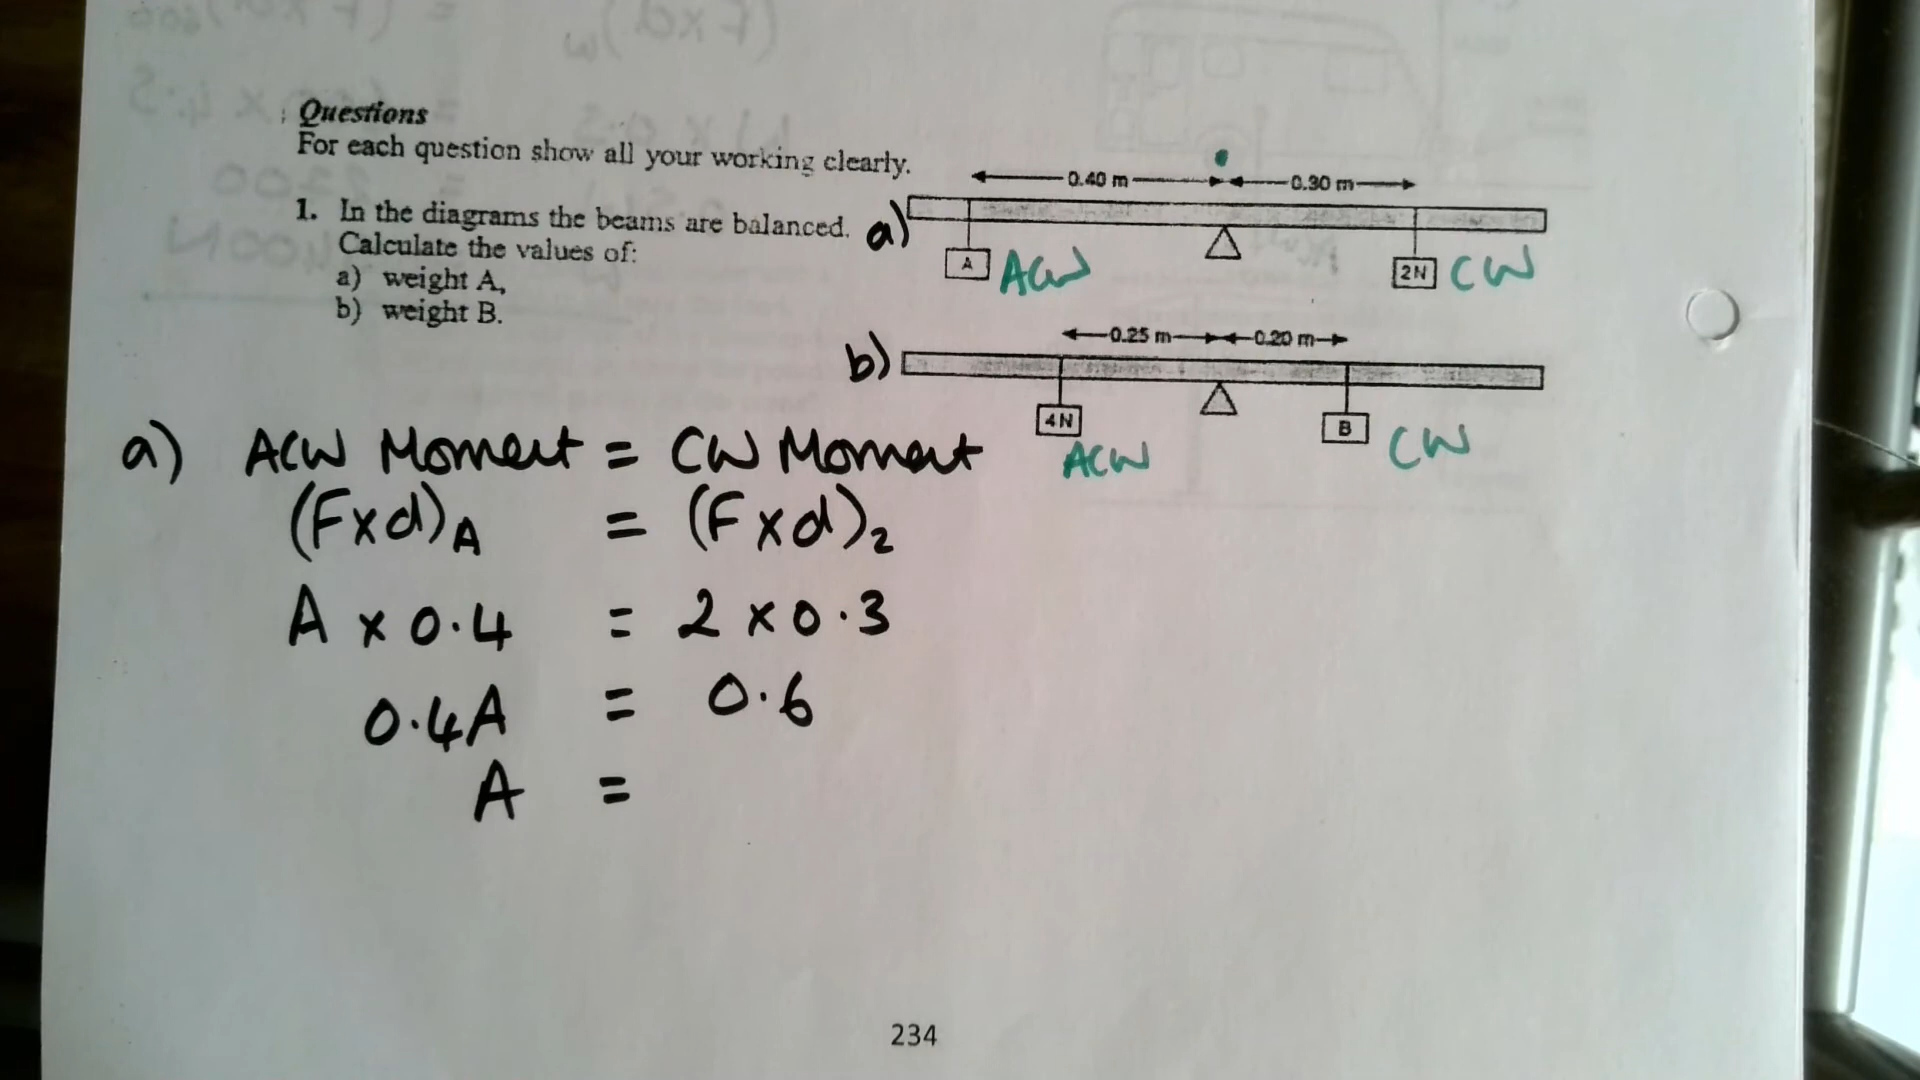 Questions
For each question show all your working clearly.
1. In the diagrams the beams are balanced.
Calculate the values of:
a) weight A,
b) weight B.
a)
0.40 m
0.30 m
A
ACW
2N
CW
b)
0.25 m
0.20 m
4N
ACW
B
CW
a) ACW Moment = CW Moment
(F×d)A = (F×d)2
A × 0.4 = 2 × 0.3
0.4A = 0.6
A =
234